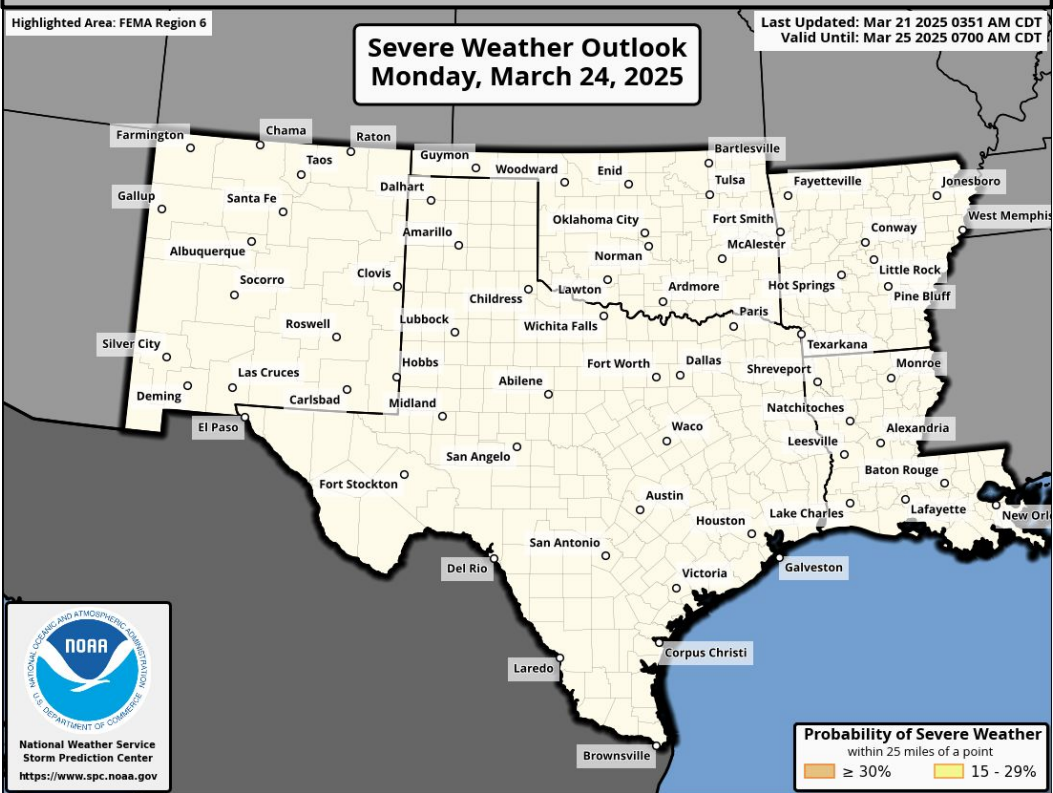 Highlighted Area: FEMA Region 6
Last Updated: Mar 21 2025 0351 AM CDT
Valid Until: Mar 25 2025 0700 AM CDT
Severe Weather Outlook
Monday, March 24, 2025
Farmington
Chama
Raton
Taos
Guymon
Woodward
Enid
Bartlesville
Tulsa
Fayetteville
Jonesboro
Gallup
Santa Fe
Dalhart
Oklahoma City
Fort Smith
West Memphis
Albuquerque
Amarillo
Norman
McAlester
Conway
Socorro
Clovis
Childress
Lawton
Ardmore
Hot Springs
Little Rock
Pine Bluff
Roswell
Lubbock
Wichita Falls
Paris
Silver City
Texarkana
Las Cruces
Hobbs
Fort Worth
Dallas
Shreveport
Monroe
Deming
Carlsbad
Midland
Abilene
Natchitoches
El Paso
San Angelo
Waco
Leesville
Alexandria
Fort Stockton
Baton Rouge
Austin
Houston
Lake Charles
Lafayette
New Orl
Del Rio
San Antonio
Galveston
Victoria
Laredo
Corpus Christi
Brownsville
NATIONAL OCEANIC AND ATMOSPHERIC ADMINISTRATION
NOAA
U.S. DEPARTMENT OF COMMERCE
National Weather Service
Storm Prediction Center
https://www.spc.noaa.gov
Probability of Severe Weather
within 25 miles of a point
≥ 30%
15 - 29%